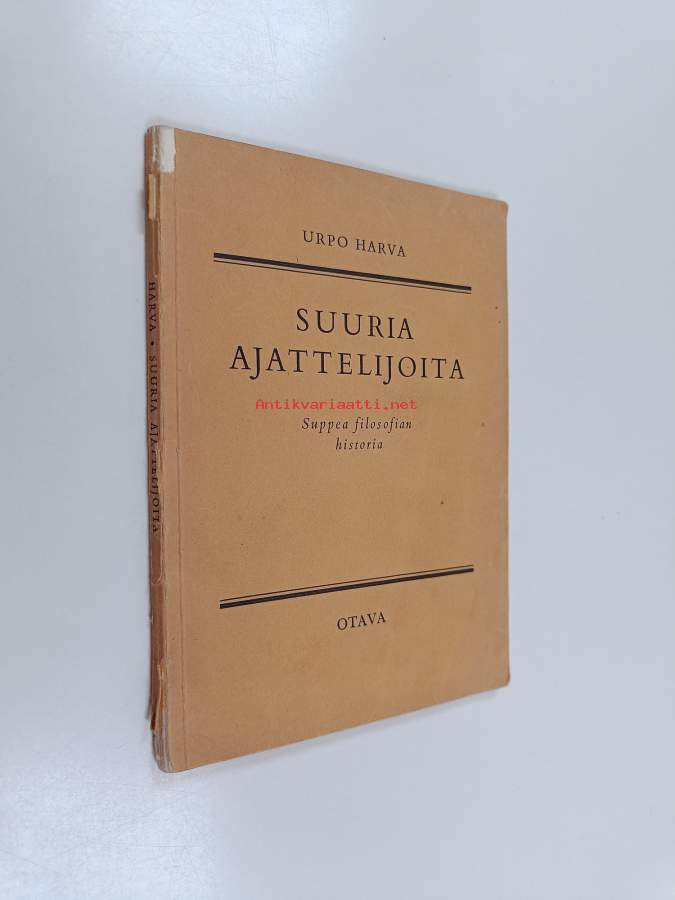 URPO HARVA
SUURIA
AJATTELIJOITA
Antikvariaatti.net
Suppea filosofian
historia
OTAVA
HARVA • SUURIA AJATTELIJOITA